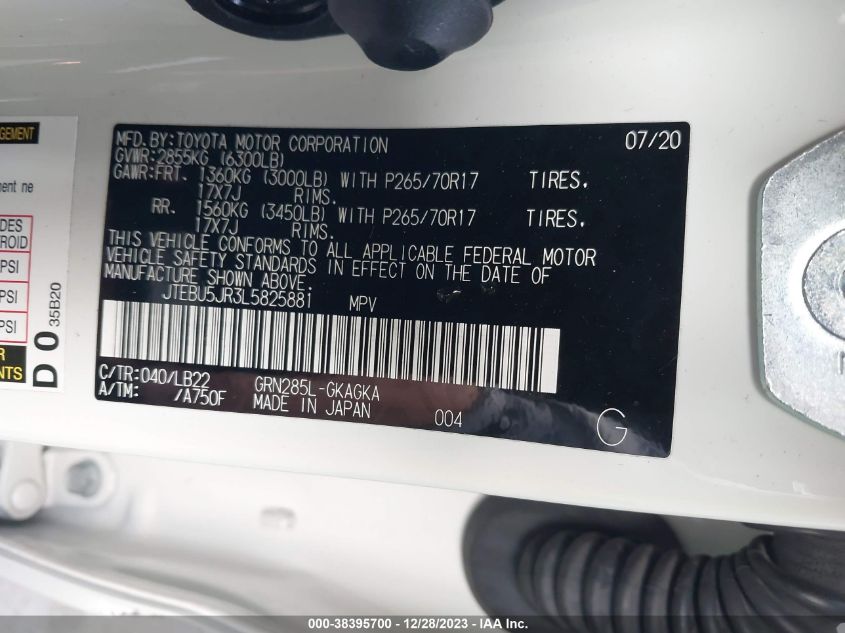 MFD.BY:TOYOTA MOTOR CORPORATION 07/20
GVWR:2855KG (6300LB)
GAWR:FRT. 1360KG (3000LB) WITH P265/70R17 TIRES.
17X7J RIMS.
RR. 1560KG (3450LB) WITH P265/70R17 TIRES.
17X7J RIMS.
THIS VEHICLE CONFORMS TO ALL APPLICABLE FEDERAL MOTOR
VEHICLE SAFETY STANDARDS IN EFFECT ON THE DATE OF
MANUFACTURE SHOWN ABOVE.
JTEBU5JR3L5825881 MPV
C/TR:040/LB22 GRN285L-GKAGKA
A/TM: /A750F MADE IN JAPAN 004
G
PSI
PSI
PSI
D 0 35B20
000-38395700 - 12/28/2023 - IAA Inc.